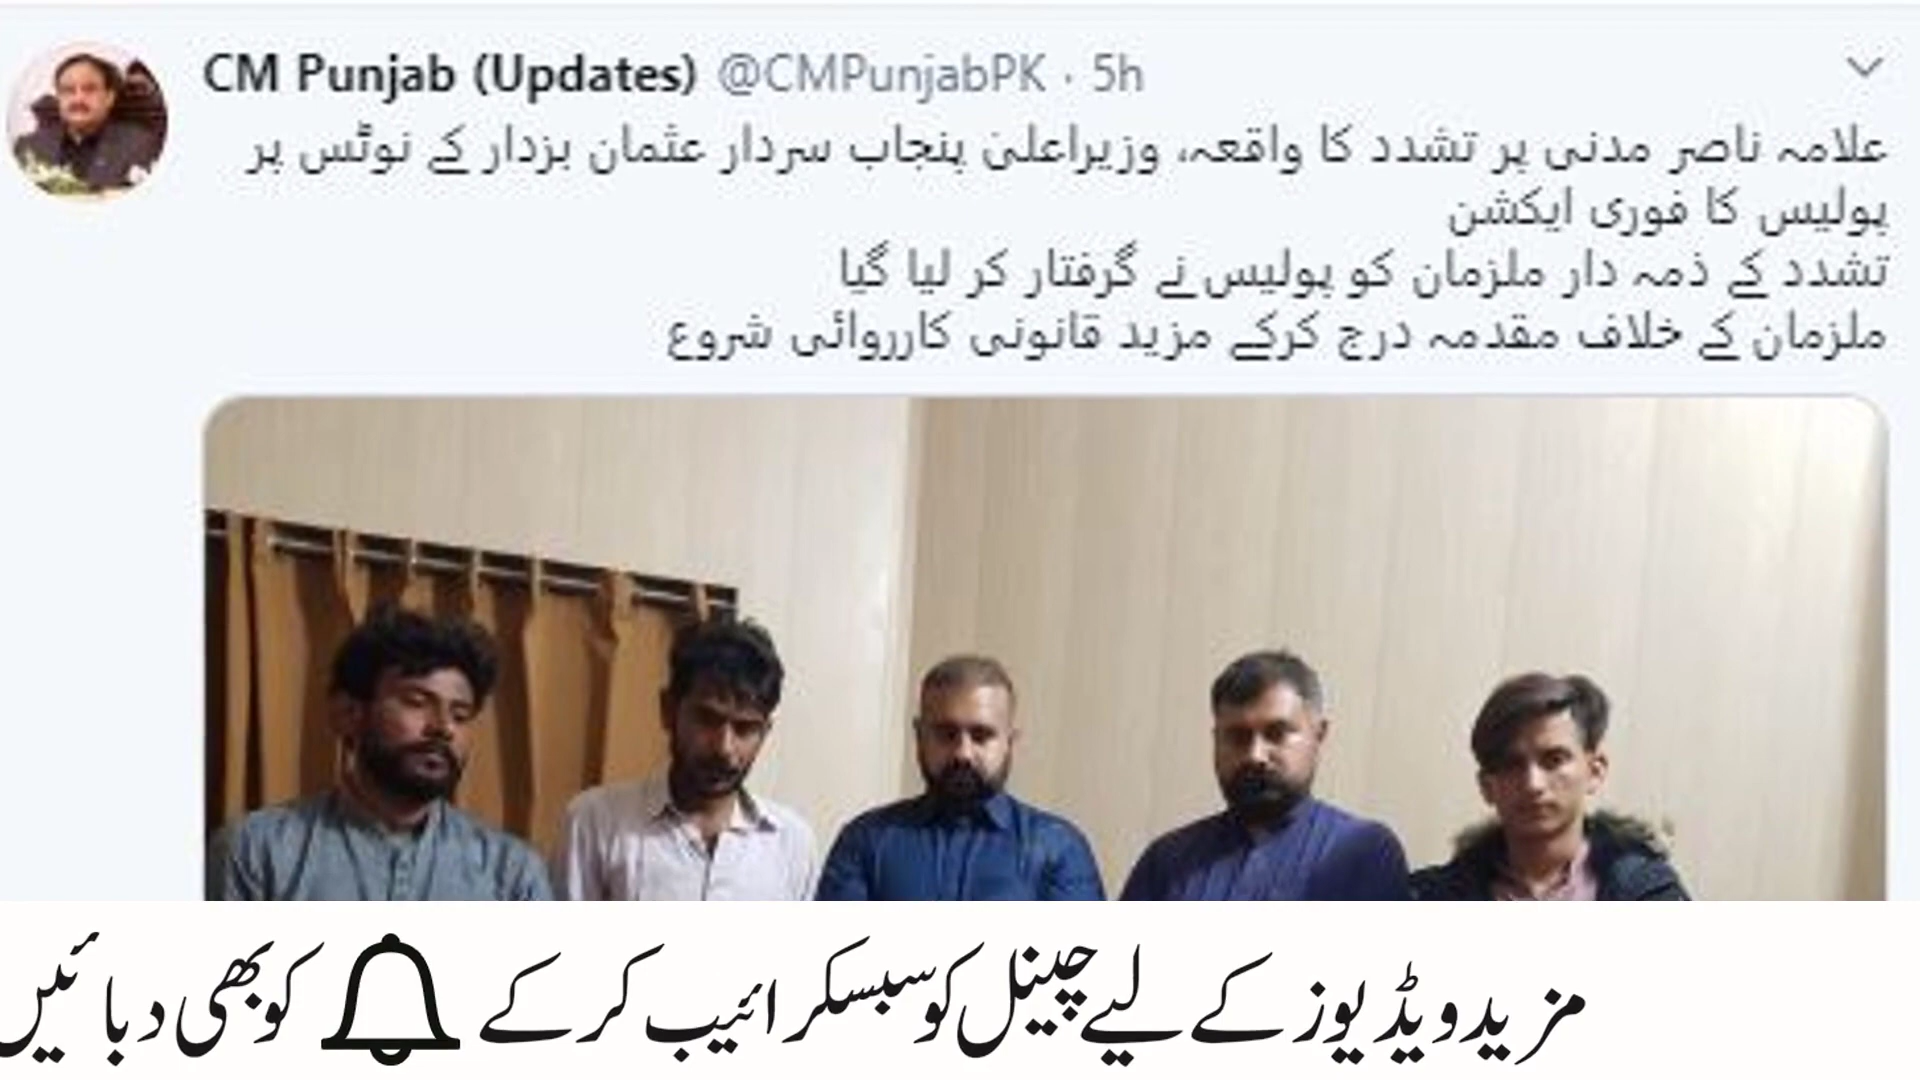 CM Punjab (Updates) @CMPunjabPK · 5h
علامہ ناصر مدنی پر تشدد کا واقعہ، وزیراعلیٰ پنجاب سردار عثمان بزدار کے نوٹس پر
پولیس کا فوری ایکشن
تشدد کے ذمہ دار ملزمان کو پولیس نے گرفتار کر لیا گیا
ملزمان کے خلاف مقدمہ درج کرکے مزید قانونی کارروائی شروع
مزید ویڈیوز کے لیے چینل کو سبسکرائیب کر کے کو بھی دبائیں